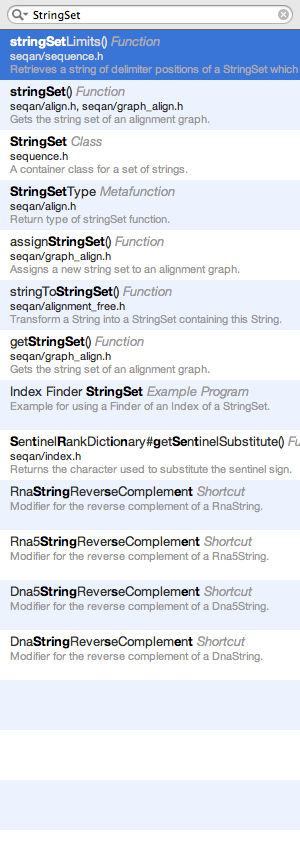 StringSet
stringSetLimits() Function
seqan/sequence.h
Retrieves a string of delimiter positions of a StringSet which
stringSet() Function
seqan/align.h, seqan/graph_align.h
Gets the string set of an alignment graph.
StringSet Class
sequence.h
A container class for a set of strings.
StringSetType Metafunction
seqan/align.h
Return type of stringSet function.
assignStringSet() Function
seqan/graph_align.h
Assigns a new string set to an alignment graph.
stringToStringSet() Function
seqan/alignment_free.h
Transform a String into a StringSet containing this String.
getStringSet() Function
seqan/graph_align.h
Gets the string set of an alignment graph.
Index Finder StringSet Example Program
Example for using a Finder of an Index of a StringSet.
SentinelRankDictionary#getSentinelSubstitute() Fu
seqan/index.h
Returns the character used to substitute the sentinel sign.
RnaStringReverseComplement Shortcut
Modifier for the reverse complement of a RnaString.
Rna5StringReverseComplement Shortcut
Modifier for the reverse complement of a Rna5String.
Dna5StringReverseComplement Shortcut
Modifier for the reverse complement of a Dna5String.
DnaStringReverseComplement Shortcut
Modifier for the reverse complement of a DnaString.